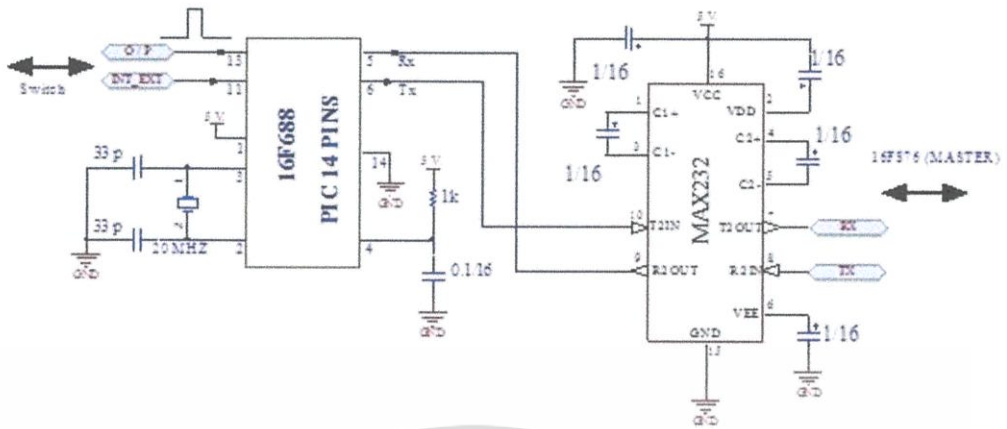 O/P
13
INT_EXT
11
Switch
5 V
1
33 p
1
3
2
33 p
20 MHZ
2
GND
16F688
PIC 14 PINS
5
Rx
6
Tx
14
GND
5 V
1k
4
0.1/16
GND
5 V
1/16
GND
16
VCC
1/16
1
C1+
VDD
2
3
C1-
1/16
C2+
4
1/16
C2-
5
MAX232
10
T2IN
T2OUT
7
RX
9
R2OUT
R2IN
8
TX
VEE
6
1/16
GND
GND
15
GND
16F876 (MASTER)